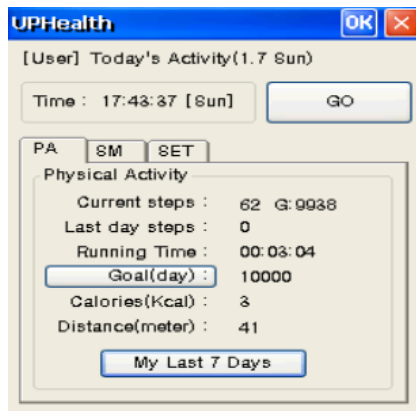 UPHealth OK
[User] Today's Activity(1.7 Sun)
Time : 17:43:37 [Sun] GO
PA SM SET
Physical Activity
Current steps : 62 G:9938
Last day steps : 0
Running Time : 00:03:04
Goal(day) : 10000
Calories(Kcal) : 3
Distance(meter) : 41
My Last 7 Days